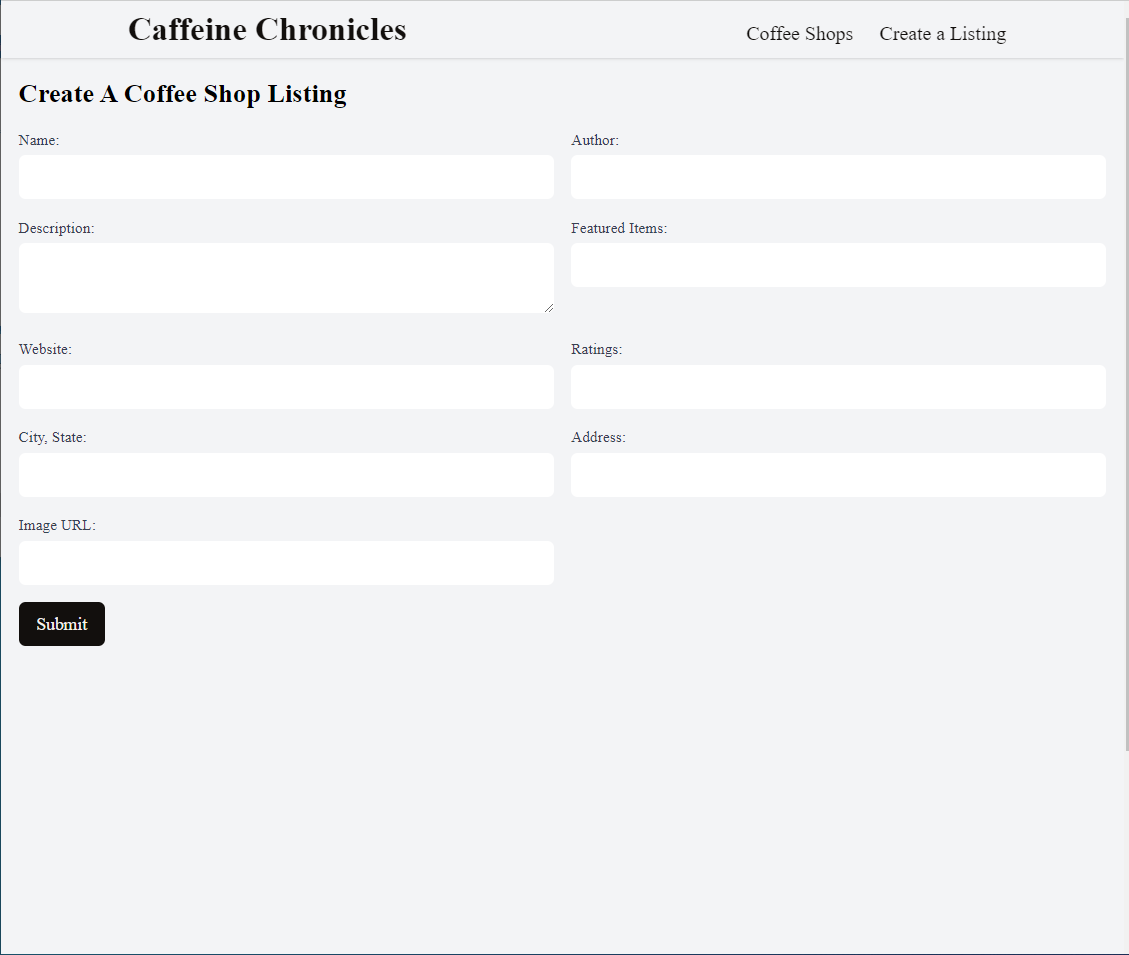 Caffeine Chronicles
Coffee Shops
Create a Listing
Create A Coffee Shop Listing
Name:
Author:
Description:
Featured Items:
Website:
Ratings:
City, State:
Address:
Image URL:
Submit